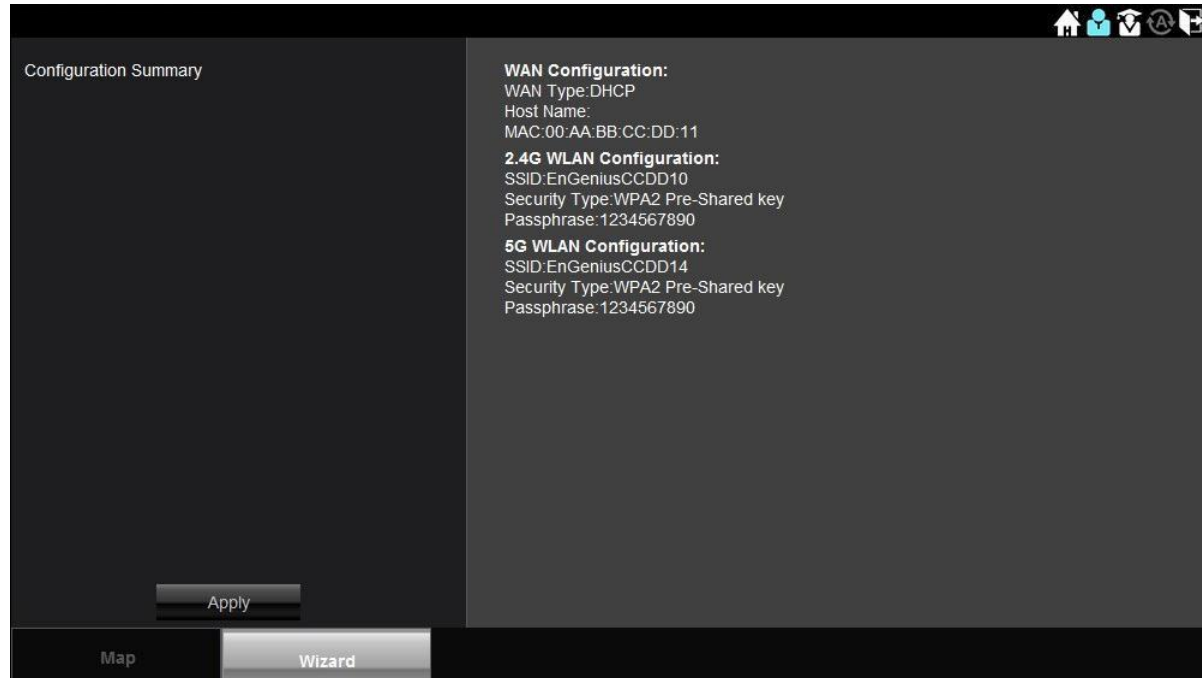 Configuration Summary
WAN Configuration:
WAN Type:DHCP
Host Name:
MAC:00:AA:BB:CC:DD:11
2.4G WLAN Configuration:
SSID:EnGeniusCCDD10
Security Type:WPA2 Pre-Shared key
Passphrase:1234567890
5G WLAN Configuration:
SSID:EnGeniusCCDD14
Security Type:WPA2 Pre-Shared key
Passphrase:1234567890
Apply
Map
Wizard